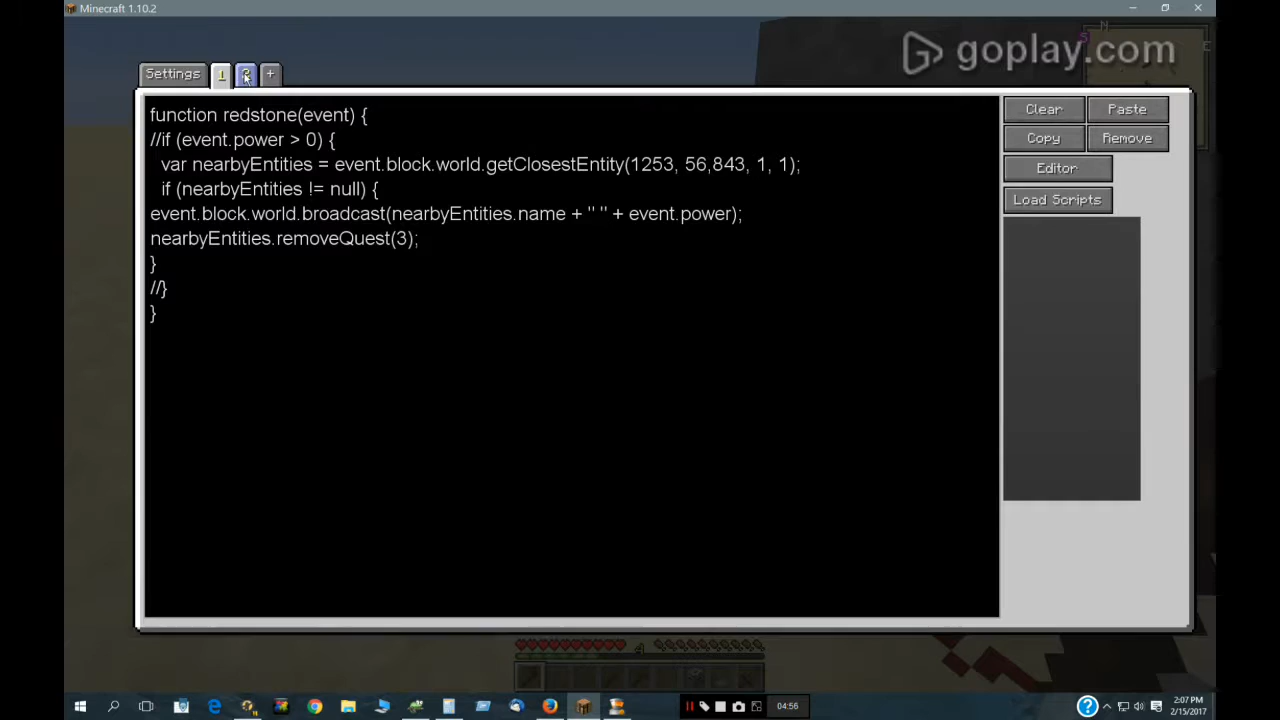 Minecraft 1.10.2
goplay.com
N
S
E
Settings 1 2 +
function redstone(event) {
//if (event.power > 0) {
var nearbyEntities = event.block.world.getClosestEntity(1253, 56,843, 1, 1);
if (nearbyEntities != null) {
event.block.world.broadcast(nearbyEntities.name + " " + event.power);
nearbyEntities.removeQuest(3);
}
//}
}
Clear Paste
Copy Remove
Editor
Load Scripts
4
04:56
2:07 PM
2/15/2017